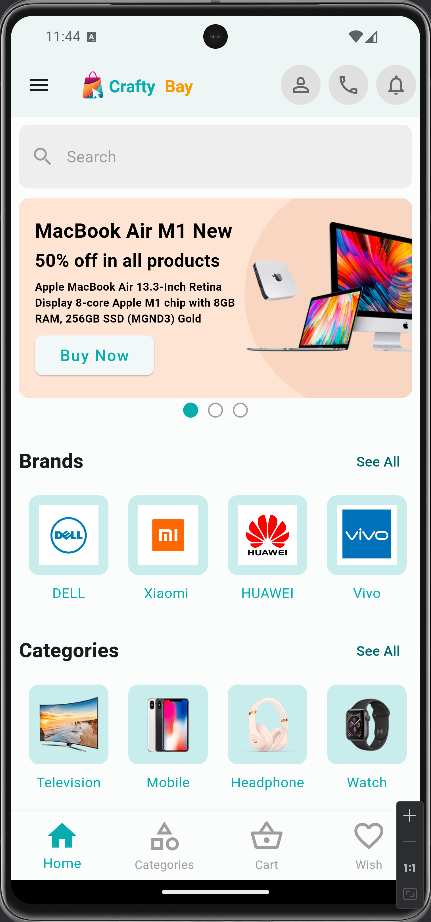 11:44 A
Crafty Bay
Search
MacBook Air M1 New
50% off in all products
Apple MacBook Air 13.3-Inch Retina
Display 8-core Apple M1 chip with 8GB
RAM, 256GB SSD (MGND3) Gold
Buy Now
Brands See All
DELL mi HUAWEI vivo
DELL Xiaomi HUAWEI Vivo
Categories See All
Television Mobile Headphone Watch
Home Categories Cart Wish
1:1